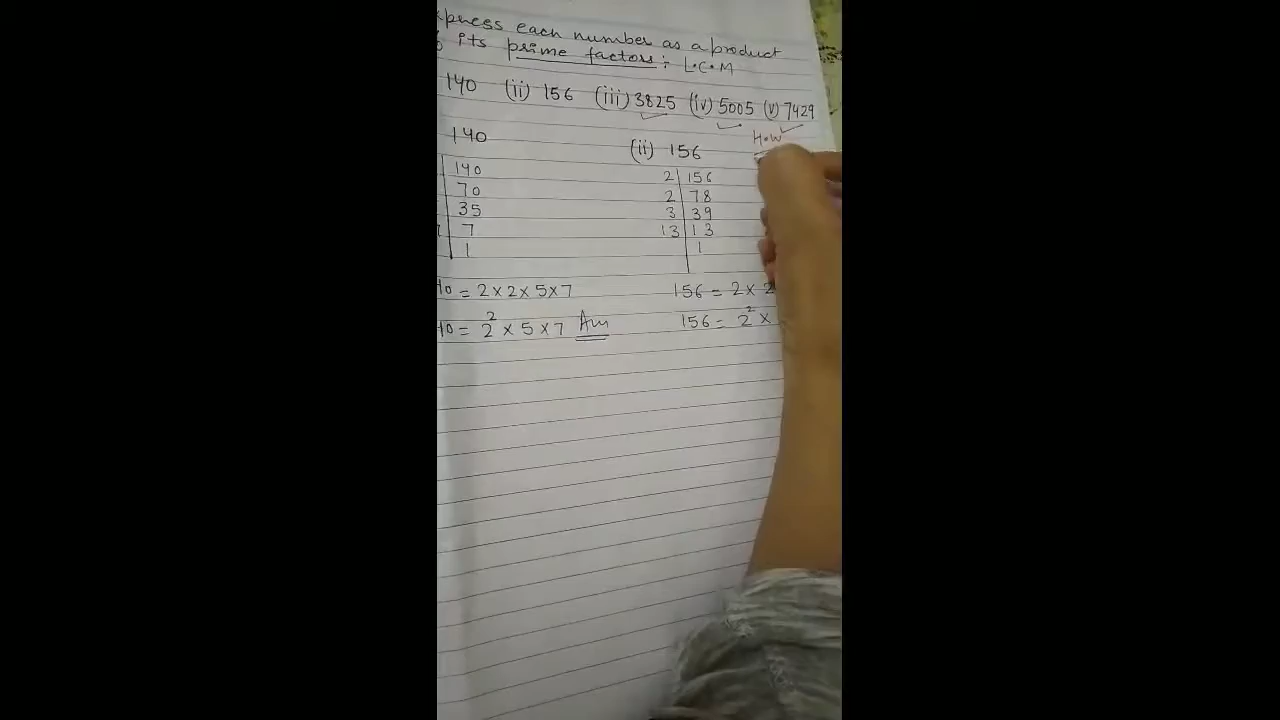 xpress each number as a product
its prime factors : L.C.M
140 (ii) 156 (iii) 3825 (iv) 5005 (v) 7429
H.W
140 (ii) 156
140 2 156
70 2 78
35 3 39
7 13 13
1 1
40 = 2 x 2 x 5 x 7 156 = 2 x 2
40 = 2² x 5 x 7 Ans 156 = 2² x